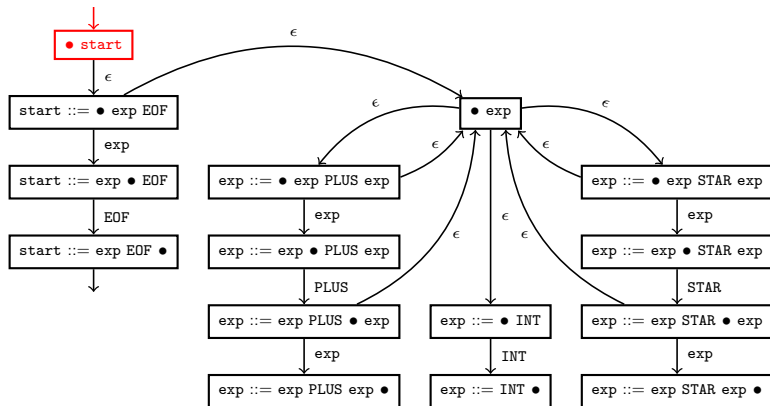 ϵ
● start
ϵ
start ::= ● exp EOF
● exp
ϵ
ϵ
exp
ϵ
ϵ
start ::= exp ● EOF
exp ::= ● exp PLUS exp
exp ::= ● exp STAR exp
EOF
exp
ϵ
exp
ϵ
ϵ
start ::= exp EOF ●
exp ::= exp ● PLUS exp
exp ::= exp ● STAR exp
PLUS
STAR
exp ::= exp PLUS ● exp
exp ::= ● INT
exp ::= exp STAR ● exp
exp
INT
exp
exp ::= exp PLUS exp ●
exp ::= INT ●
exp ::= exp STAR exp ●